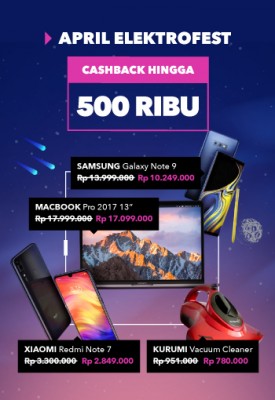 APRIL ELEKTROFEST
CASHBACK HINGGA
500 RIBU
SAMSUNG Galaxy Note 9
Rp 13.999.000 Rp 10.249.000
MACBOOK Pro 2017 13"
Rp 17.999.000 Rp 17.099.000
XIAOMI Redmi Note 7
Rp 3.300.000 Rp 2.849.000
KURUMI Vacuum Cleaner
Rp 951.000 Rp 780.000